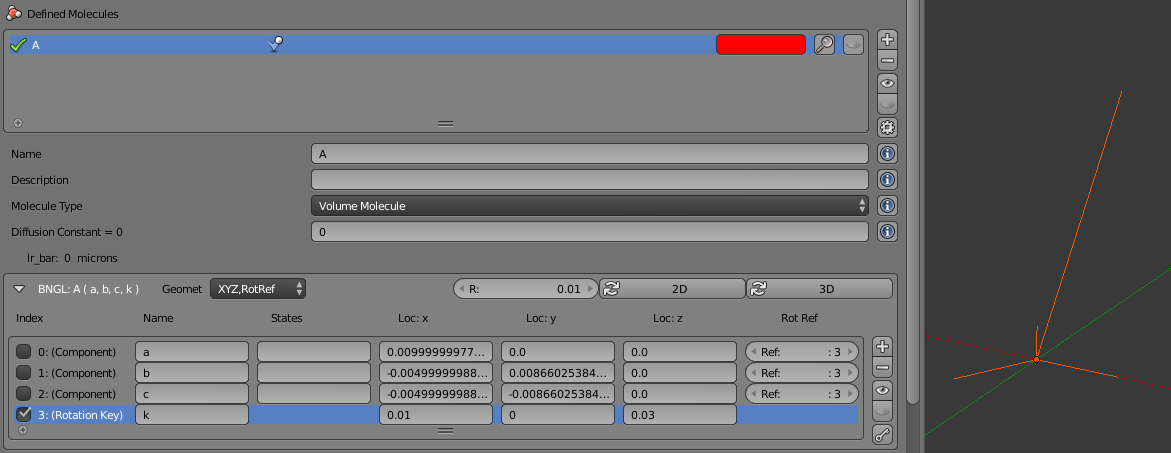 Defined Molecules
A
Name A
Description
Molecule Type Volume Molecule
Diffusion Constant = 0 0
lr_bar: 0 microns
BNGL: A ( a, b, c, k ) Geomet XYZ,RotRef R: 0.01 2D 3D
Index Name States Loc: x Loc: y Loc: z Rot Ref
0: (Component) a 0.00999999977... 0.0 0.0 Ref: : 3
1: (Component) b -0.00499999988... 0.00866025384... 0.0 Ref: : 3
2: (Component) c -0.00499999988... -0.00866025384... 0.0 Ref: : 3
3: (Rotation Key) k 0.01 0 0.03